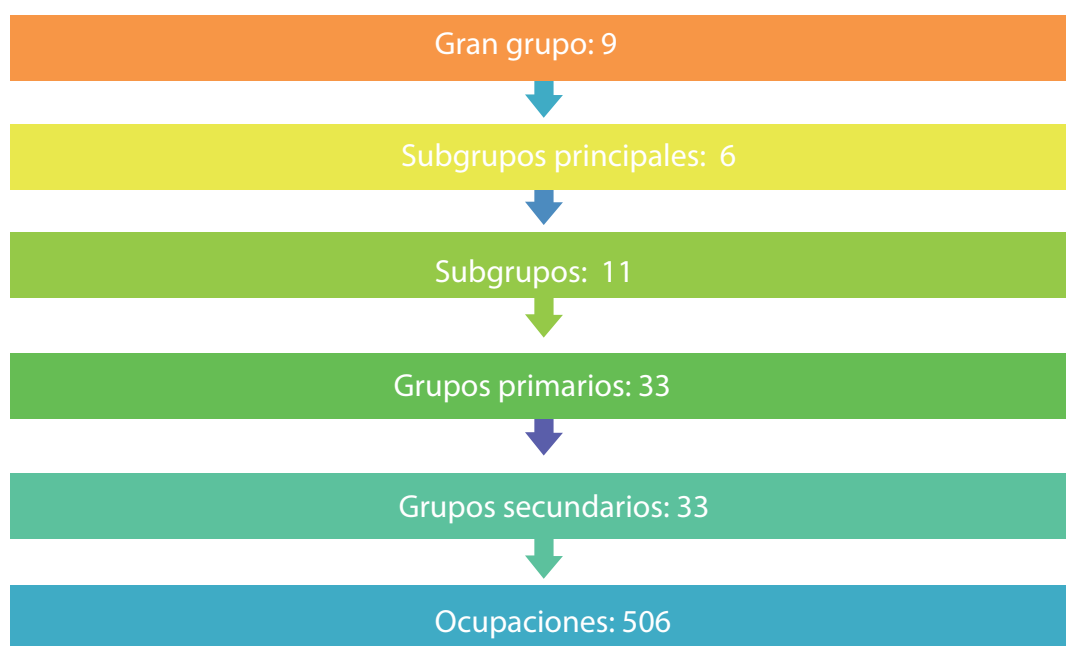 Gran grupo: 9
Subgrupos principales: 6
Subgrupos: 11
Grupos primarios: 33
Grupos secundarios: 33
Ocupaciones: 506